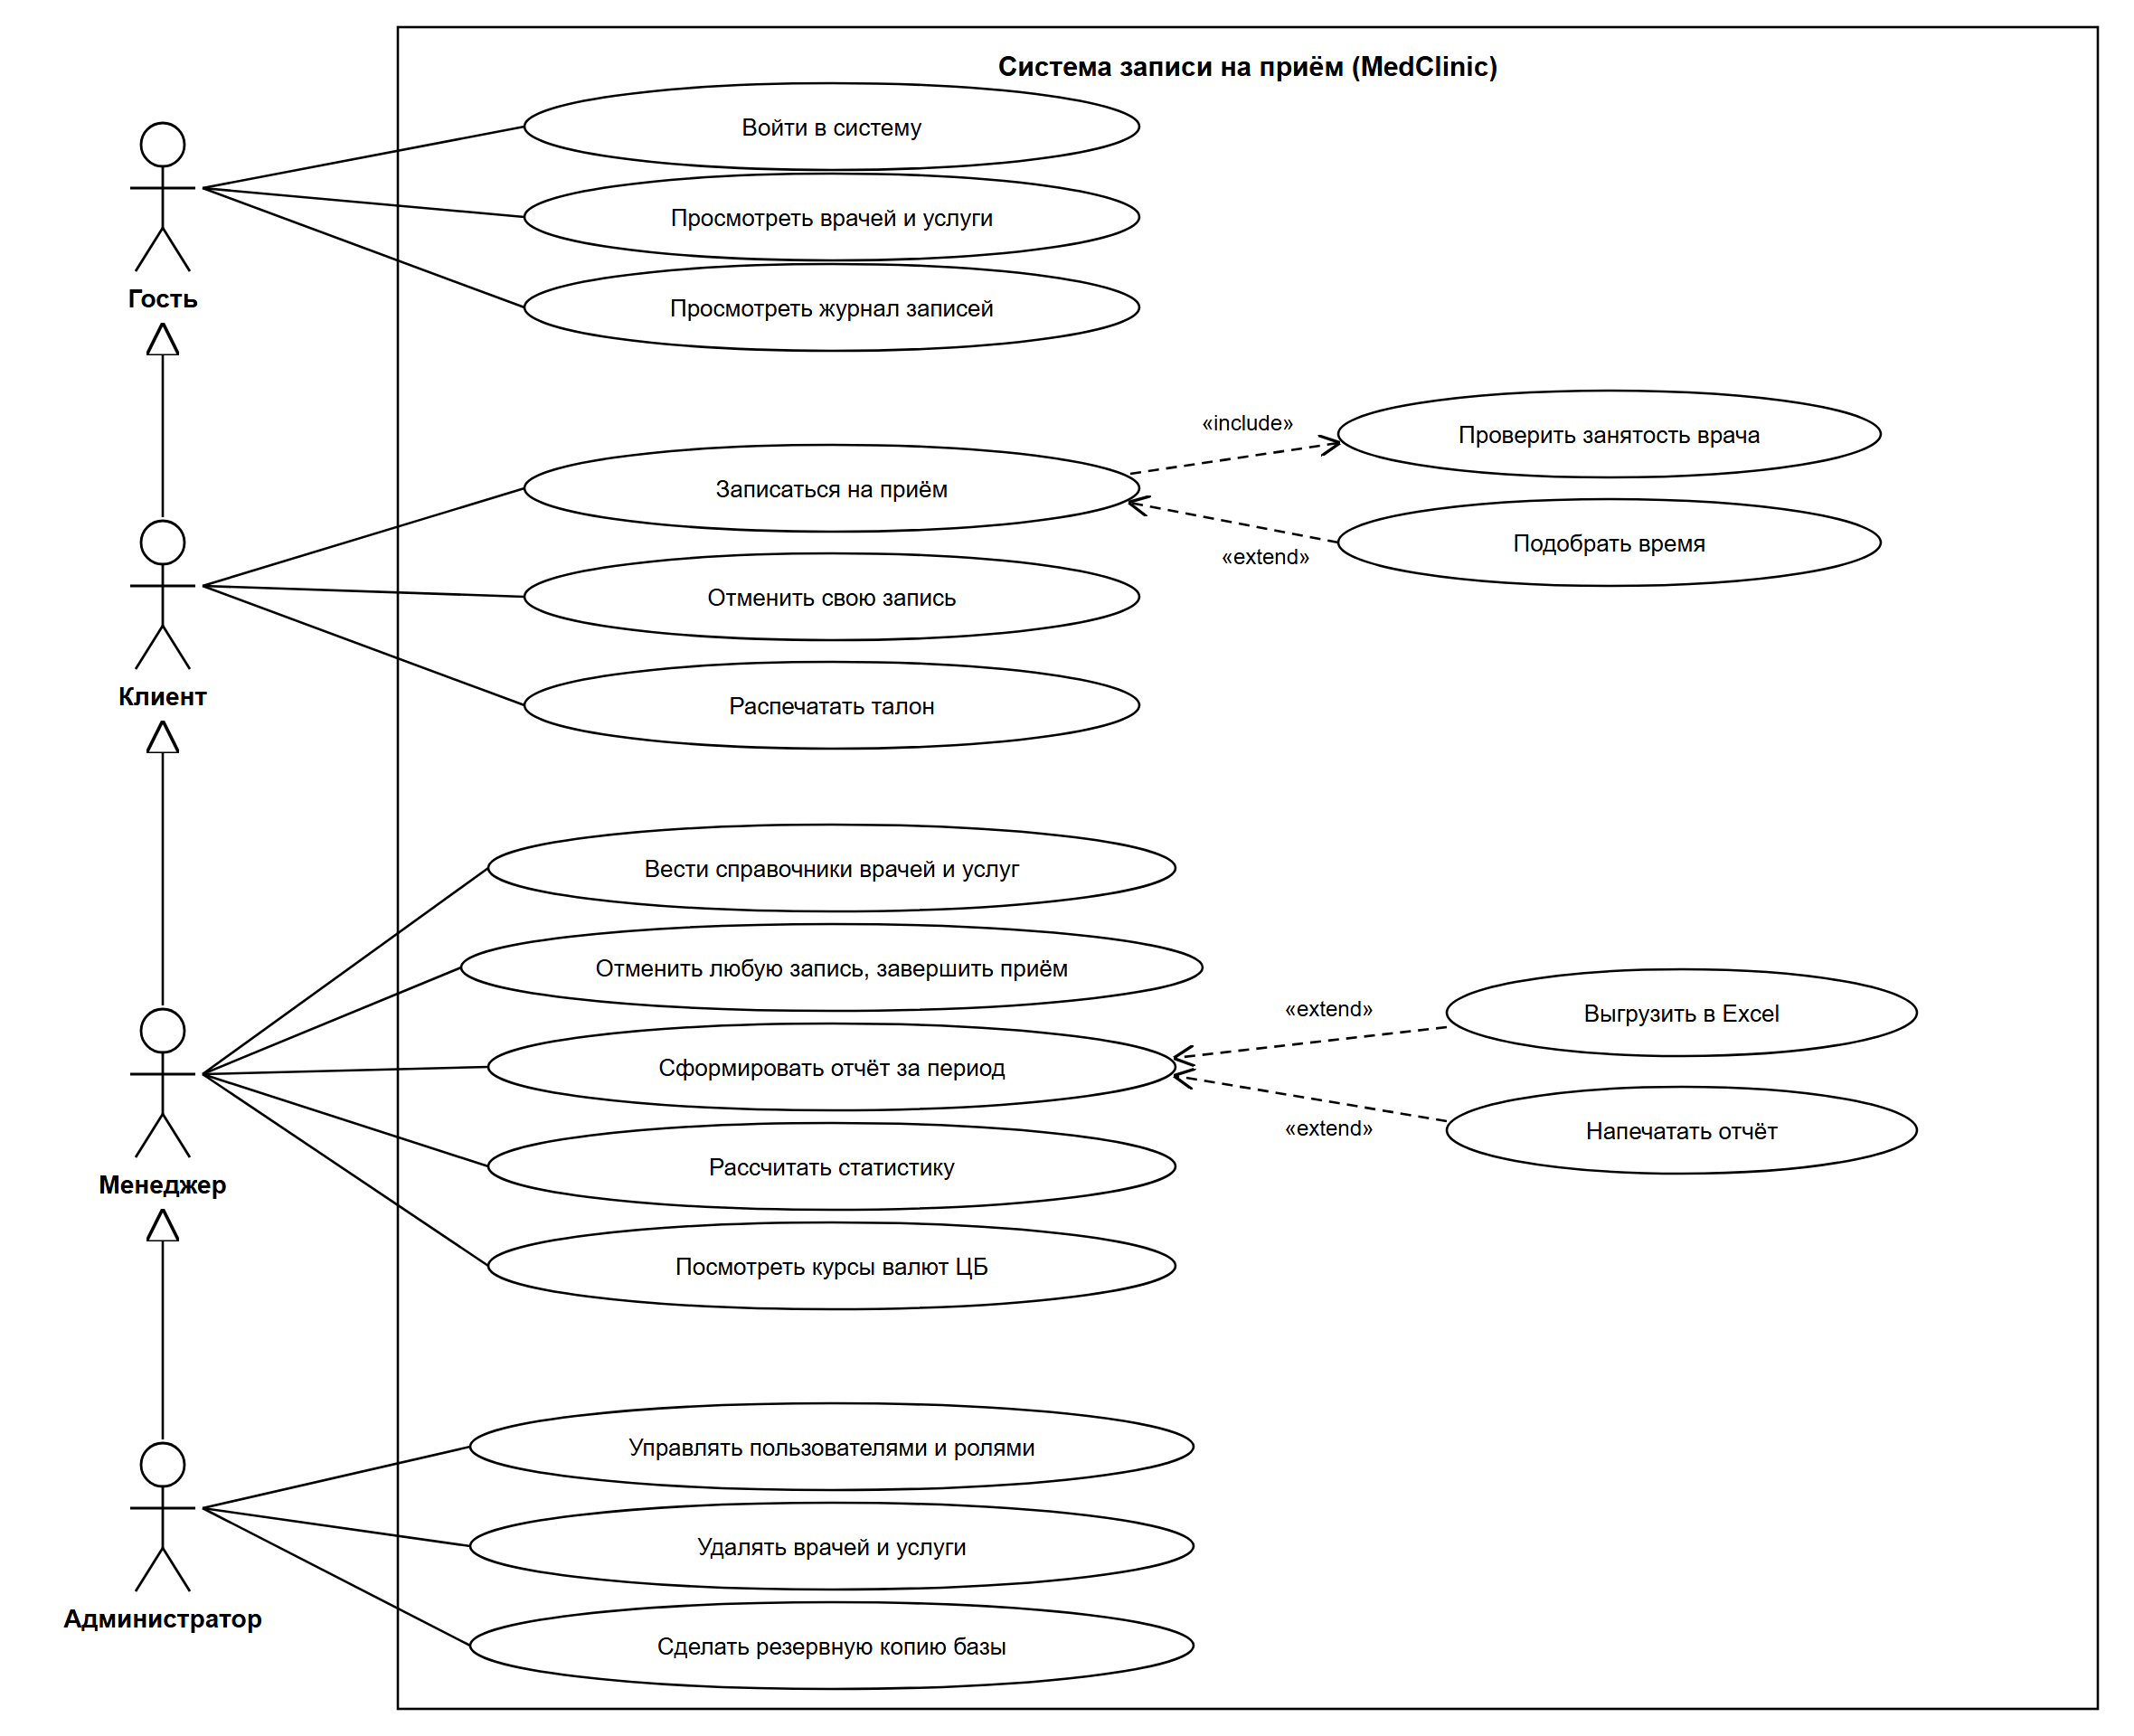 Система записи на приём (MedClinic)
Войти в систему
Просмотреть врачей и услуги
Просмотреть журнал записей
Гость
«include»
Проверить занятость врача
Записаться на приём
Подобрать время
«extend»
Отменить свою запись
Распечатать талон
Клиент
Вести справочники врачей и услуг
Отменить любую запись, завершить приём
«extend»
Выгрузить в Excel
Сформировать отчёт за период
«extend»
Напечатать отчёт
Рассчитать статистику
Менеджер
Посмотреть курсы валют ЦБ
Управлять пользователями и ролями
Удалять врачей и услуги
Администратор
Сделать резервную копию базы